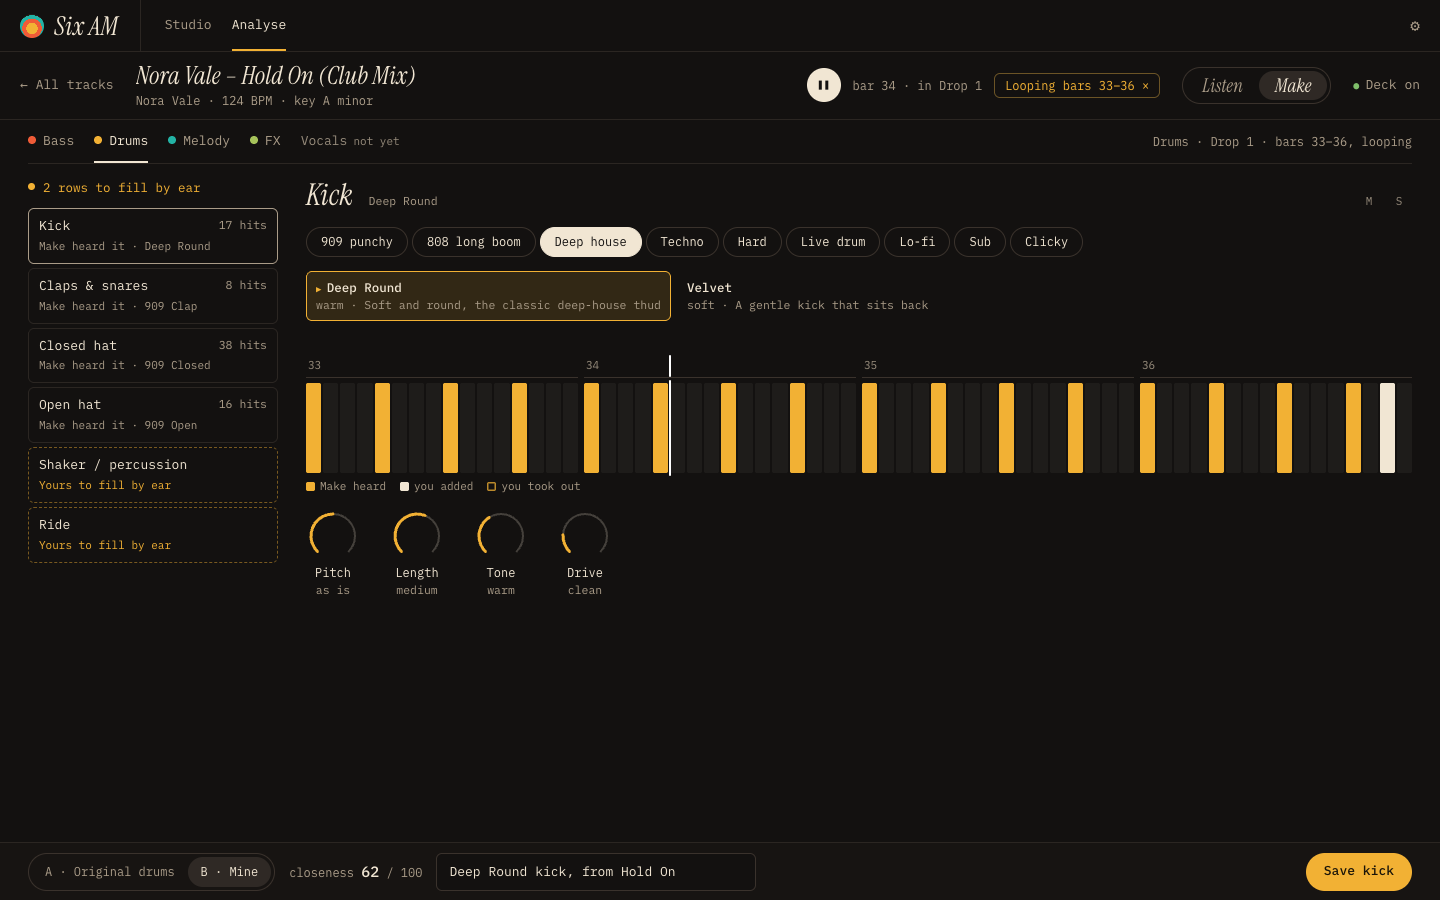 Six AM
Studio Analyse
⚙
← All tracks
Nora Vale – Hold On (Club Mix)
Nora Vale · 124 BPM · key A minor
bar 34 · in Drop 1
Looping bars 33–36 ×
Listen Make
Deck on
Bass Drums Melody FX Vocals not yet
Drums · Drop 1 · bars 33–36, looping
2 rows to fill by ear
Kick 17 hits
Make heard it · Deep Round
Claps & snares 8 hits
Make heard it · 909 Clap
Closed hat 38 hits
Make heard it · 909 Closed
Open hat 16 hits
Make heard it · 909 Open
Shaker / percussion
Yours to fill by ear
Ride
Yours to fill by ear
Kick Deep Round
M S
909 punchy 808 long boom Deep house Techno Hard Live drum Lo-fi Sub Clicky
▸ Deep Round
warm · Soft and round, the classic deep-house thud
Velvet
soft · A gentle kick that sits back
33 34 35 36
Make heard you added you took out
Pitch Length Tone Drive
as is medium warm clean
A · Original drums B · Mine
closeness 62 / 100
Deep Round kick, from Hold On
Save kick